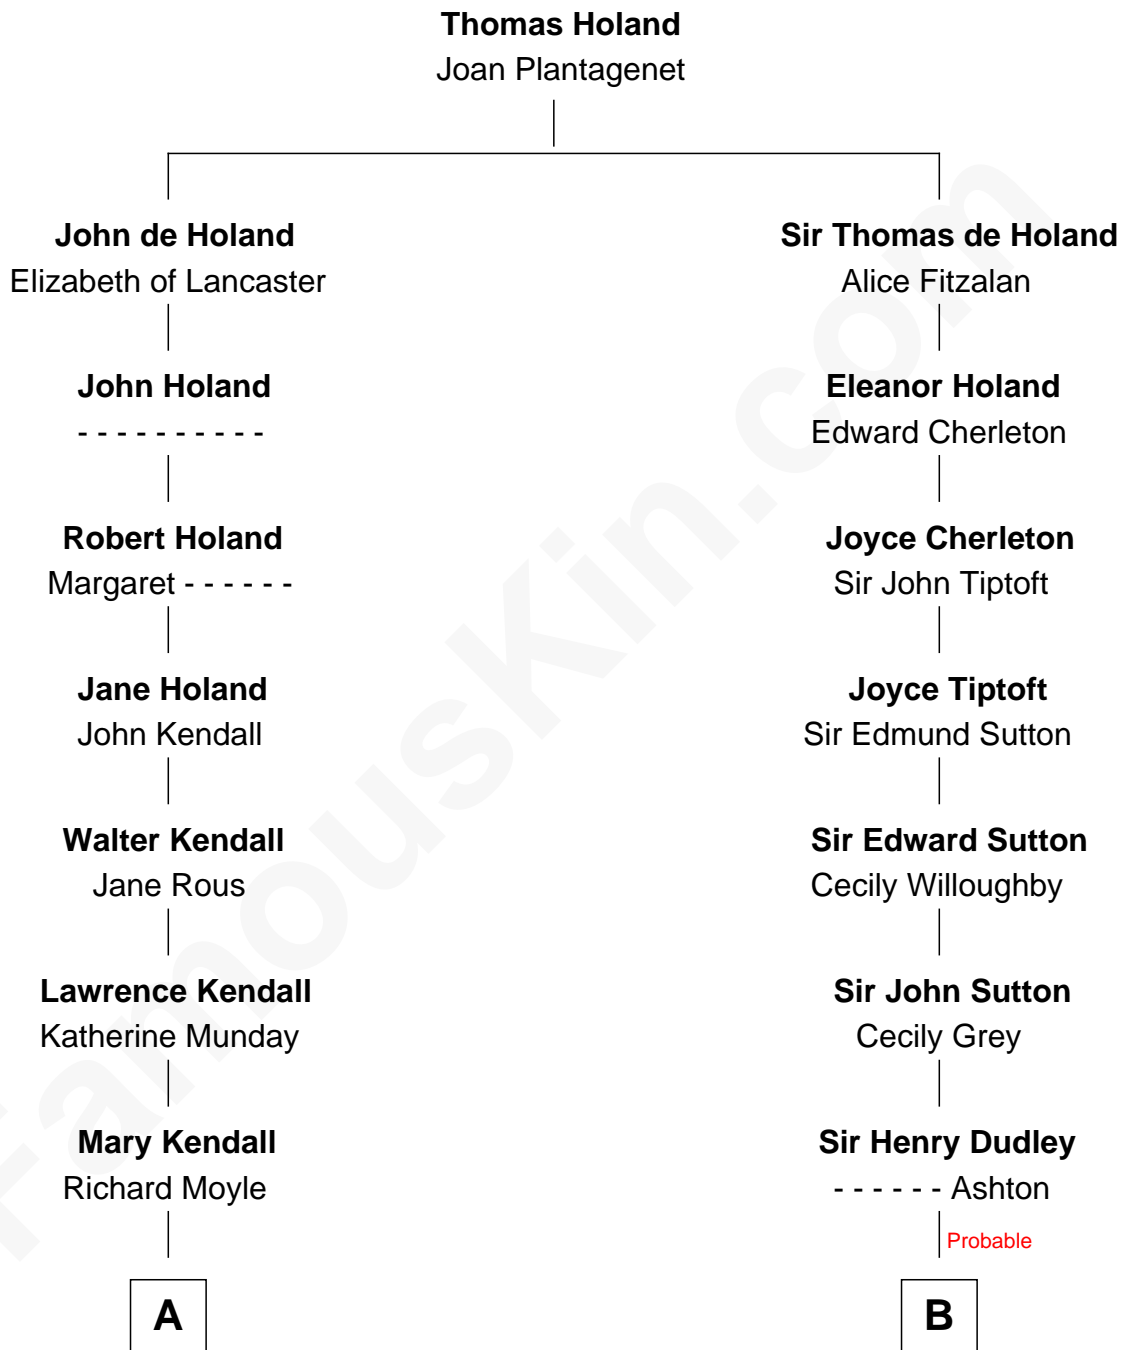 Thomas Holand
Joan Plantagenet
John de Holand
Elizabeth of Lancaster
Sir Thomas de Holand
Alice Fitzalan
John Holand
- - - - - - - - - -
Eleanor Holand
Edward Cherleton
Robert Holand
Margaret - - - - - -
Joyce Cherleton
Sir John Tiptoft
Jane Holand
John Kendall
Joyce Tiptoft
Sir Edmund Sutton
Walter Kendall
Jane Rous
Sir Edward Sutton
Cecily Willoughby
Lawrence Kendall
Katherine Munday
Sir John Sutton
Cecily Grey
Mary Kendall
Richard Moyle
Sir Henry Dudley
- - - - - - Ashton
Probable
A
B
FamousKin.com